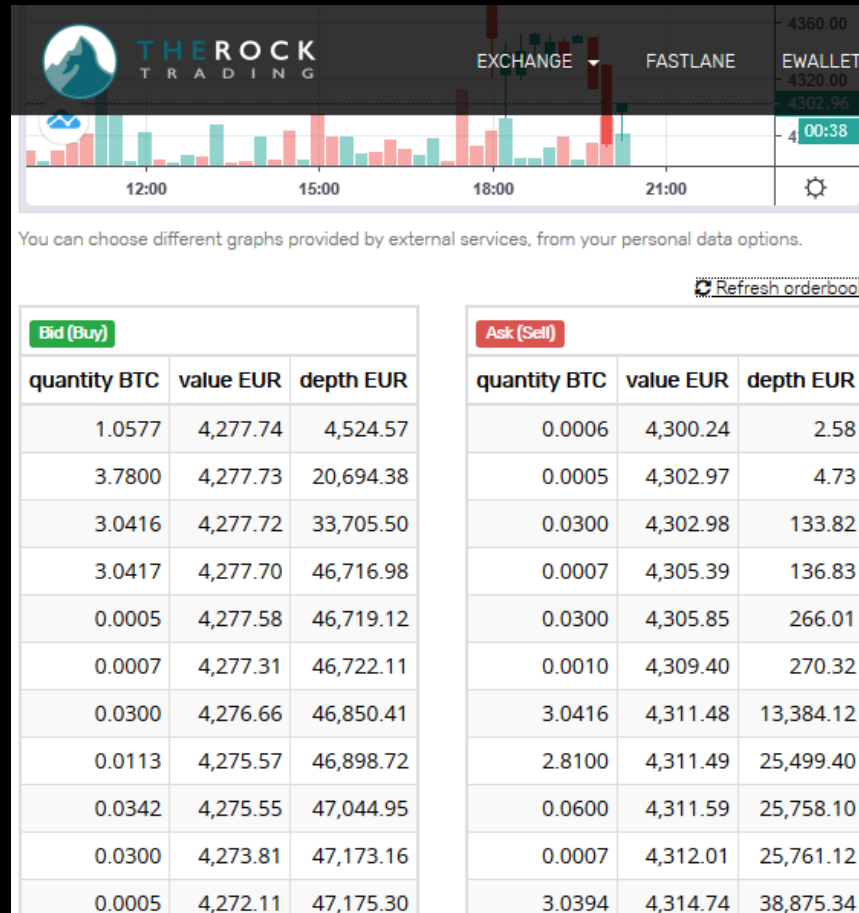 THEROCK
TRADING
EXCHANGE
FASTLANE
EWALLET
4360.00
4320.00
4302.96
00:38
12:00 15:00 18:00 21:00
You can choose different graphs provided by external services, from your personal data options.
Refresh orderbook
Bid (Buy)
quantity BTC value EUR depth EUR
1.0577 4,277.74 4,524.57
3.7800 4,277.73 20,694.38
3.0416 4,277.72 33,705.50
3.0417 4,277.70 46,716.98
0.0005 4,277.58 46,719.12
0.0007 4,277.31 46,722.11
0.0300 4,276.66 46,850.41
0.0113 4,275.57 46,898.72
0.0342 4,275.55 47,044.95
0.0300 4,273.81 47,173.16
0.0005 4,272.11 47,175.30
Ask (Sell)
quantity BTC value EUR depth EUR
0.0006 4,300.24 2.58
0.0005 4,302.97 4.73
0.0300 4,302.98 133.82
0.0007 4,305.39 136.83
0.0300 4,305.85 266.01
0.0010 4,309.40 270.32
3.0416 4,311.48 13,384.12
2.8100 4,311.49 25,499.40
0.0600 4,311.59 25,758.10
0.0007 4,312.01 25,761.12
3.0394 4,314.74 38,875.34